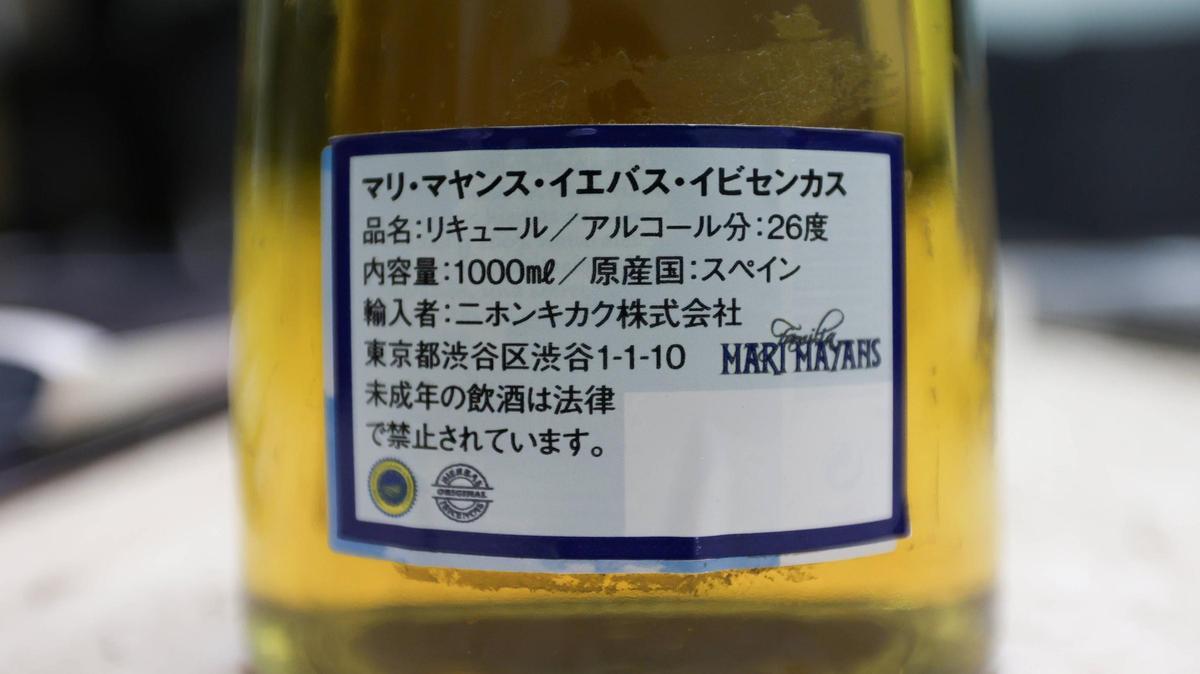 マリ・マヤンス・イエバス・イビセンカス
品名:リキュール／アルコール分:26度
内容量:1000㎖／原産国:スペイン
輸入者:ニホンキカク株式会社
東京都渋谷区渋谷1-1-10
Familia
MARI MAYANS
未成年の飲酒は法律
で禁止されています。
HIERBAS
ORIGINAL
IBICENCAS